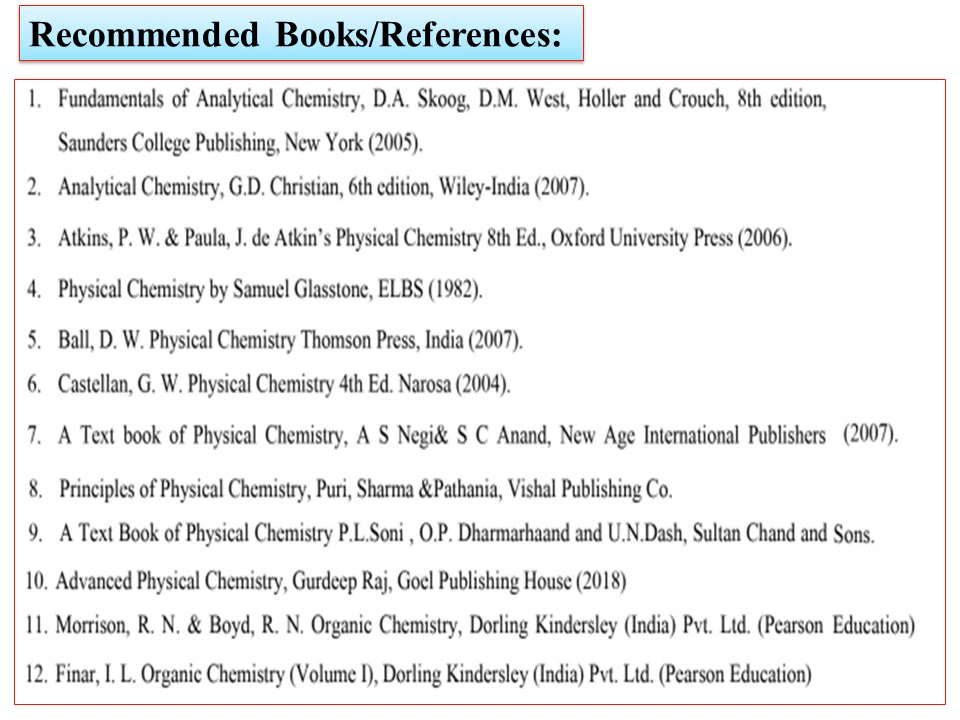 Recommended Books/References:
1. Fundamentals of Analytical Chemistry, D.A. Skoog, D.M. West, Holler and Crouch, 8th edition,
Saunders College Publishing, New York (2005).
2. Analytical Chemistry, G.D. Christian, 6th edition, Wiley-India (2007).
3. Atkins, P. W. & Paula, J. de Atkin's Physical Chemistry 8th Ed., Oxford University Press (2006).
4. Physical Chemistry by Samuel Glasstone, ELBS (1982).
5. Ball, D. W. Physical Chemistry Thomson Press, India (2007).
6. Castellan, G. W. Physical Chemistry 4th Ed. Narosa (2004).
7. A Text book of Physical Chemistry, A S Negi& S C Anand, New Age International Publishers (2007).
8. Principles of Physical Chemistry, Puri, Sharma &Pathania, Vishal Publishing Co.
9. A Text Book of Physical Chemistry P.L.Soni , O.P. Dharmarhaand and U.N.Dash, Sultan Chand and Sons.
10. Advanced Physical Chemistry, Gurdeep Raj, Goel Publishing House (2018)
11. Morrison, R. N. & Boyd, R. N. Organic Chemistry, Dorling Kindersley (India) Pvt. Ltd. (Pearson Education)
12. Finar, I. L. Organic Chemistry (Volume I), Dorling Kindersley (India) Pvt. Ltd. (Pearson Education)